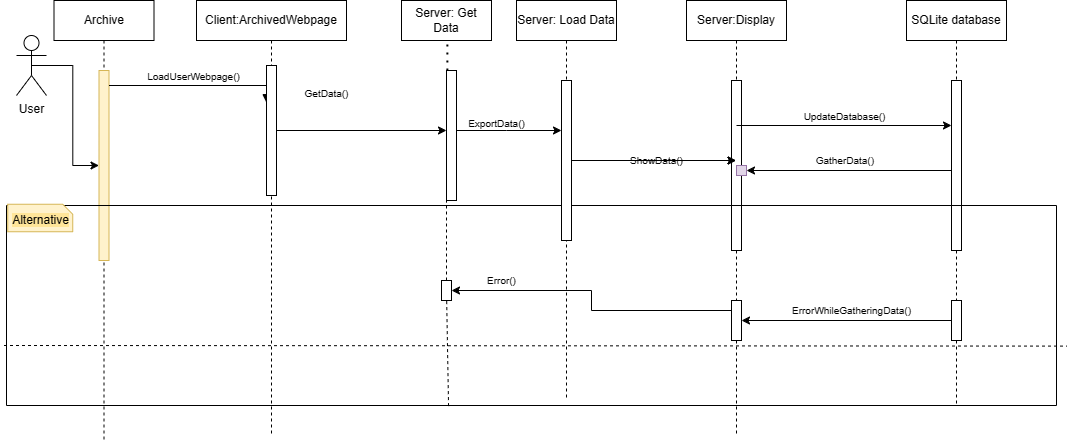 Archive
Client:ArchivedWebpage
Server: Get
Data
Server: Load Data
Server:Display
SQLite database
User
LoadUserWebpage()
GetData()
ExportData()
UpdateDatabase()
ShowData()
GatherData()
Alternative
Error()
ErrorWhileGatheringData()